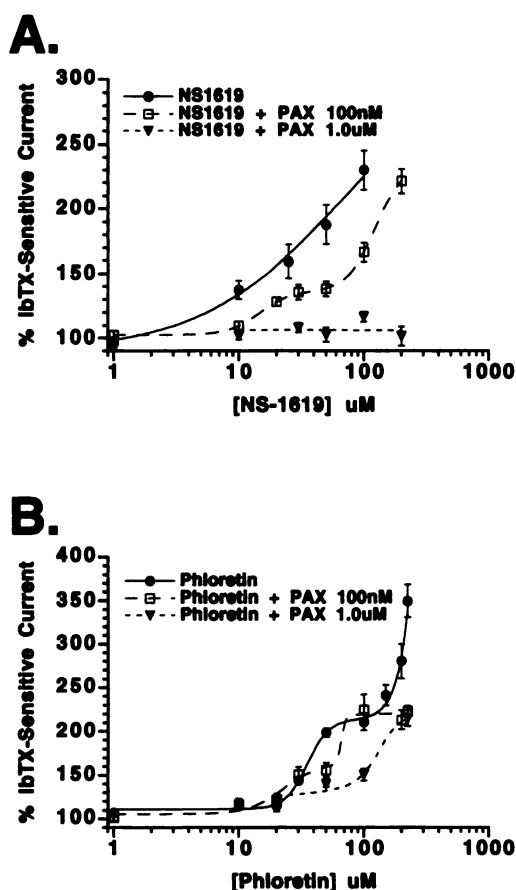 A.
300
250
200
150
100
% IbTX-Sensitive Current
NS1619
NS1619 + PAX 100nM
NS1619 + PAX 1.0uM
1
10
100
1000
[NS-1619] uM
B.
400
350
300
250
200
150
100
% IbTX-Sensitive Current
Phloretin
Phloretin + PAX 100nM
Phloretin + PAX 1.0uM
1
10
100
1000
[Phloretin] uM